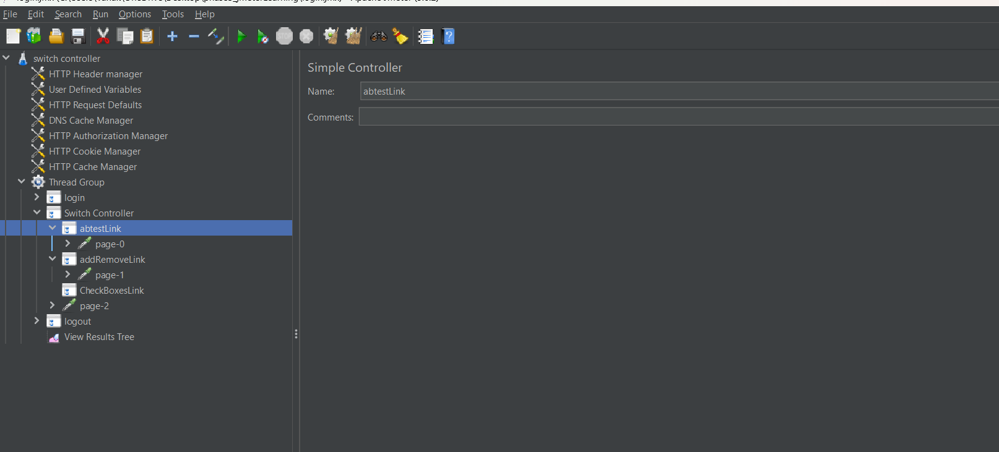 File Edit Search Run Options Tools Help
STOP
switch controller
HTTP Header manager
User Defined Variables
HTTP Request Defaults
DNS Cache Manager
HTTP Authorization Manager
HTTP Cookie Manager
HTTP Cache Manager
Thread Group
login
Switch Controller
abtestLink
page-0
addRemoveLink
page-1
CheckBoxesLink
page-2
logout
View Results Tree
Simple Controller
Name: abtestLink
Comments: